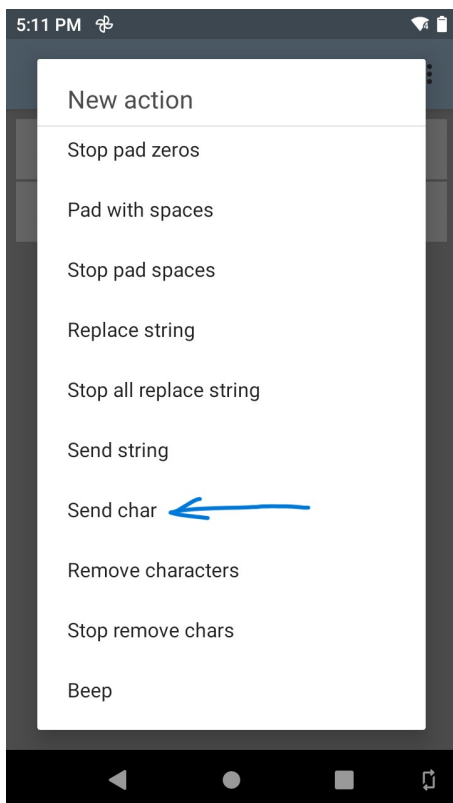 5:11 PM
New action
Stop pad zeros
Pad with spaces
Stop pad spaces
Replace string
Stop all replace string
Send string
Send char
Remove characters
Stop remove chars
Beep